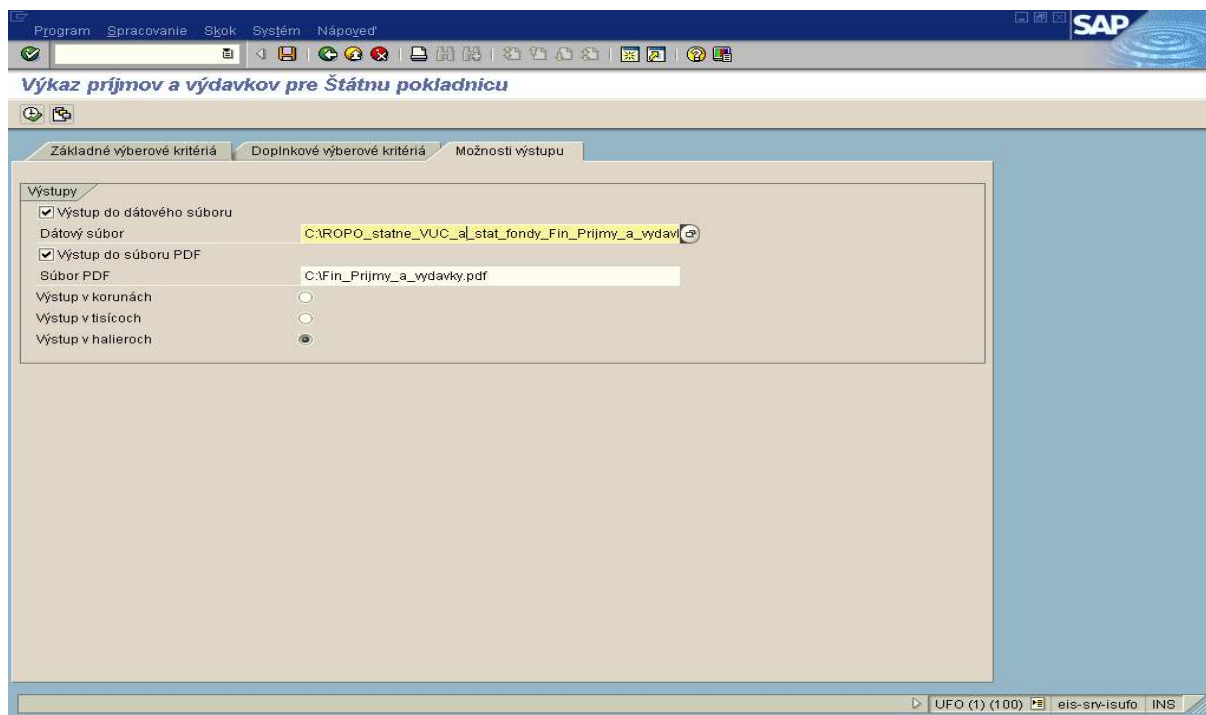 Program Spracovanie Skok Systém Nápoveď
SAP
Výkaz príjmov a výdavkov pre Štátnu pokladnicu
Základné výberové kritériá Doplnkové výberové kritériá Možnosti výstupu
Výstupy
Výstup do dátového súboru
Dátový súbor C:\ROPO_statne_VUC_a_stat_fondy_Fin_Prijmy_a_vydavl
Výstup do súboru PDF
Súbor PDF C:\Fin_Prijmy_a_vydavky.pdf
Výstup v korunách
Výstup v tisícoch
Výstup v halieroch
UFO (1) (100) eis-srv-isufo INS